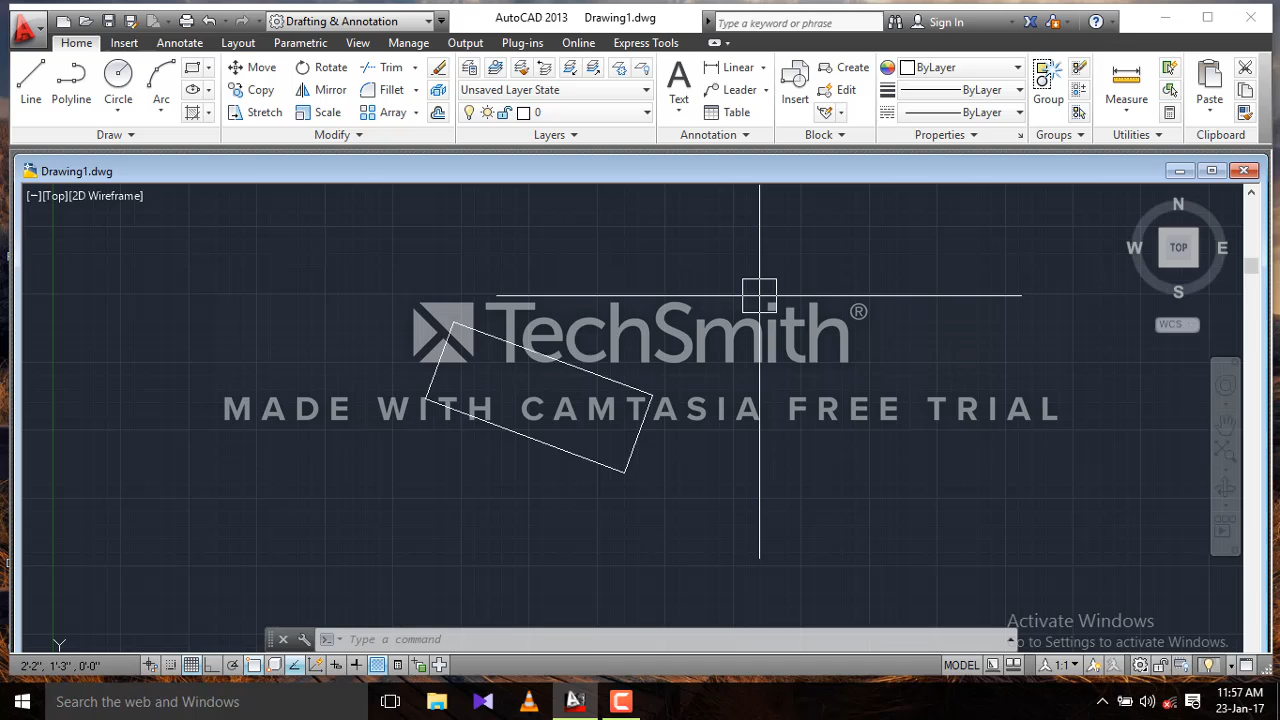 Drafting & Annotation
AutoCAD 2013 Drawing1.dwg
Type a keyword or phrase
Sign In
Home Insert Annotate Layout Parametric View Manage Output Plug-ins Online Express Tools
Line Polyline Circle Arc
Move Rotate Trim
Copy Mirror Fillet
Stretch Scale Array
Unsaved Layer State
0
Text Linear
Leader
Table
Insert Create
Edit
ByLayer
ByLayer
ByLayer
Group Measure Paste
Draw Modify Layers Annotation Block Properties Groups Utilities Clipboard
Drawing1.dwg
[−][Top][2D Wireframe]
N
W TOP E
S
WCS
TechSmith®
MADE WITH CAMTASIA FREE TRIAL
Activate Windows
Go to Settings to activate Windows.
Y
Type a command
2'-2", 1'-3", 0'-0"
MODEL 1:1
Search the web and Windows
11:57 AM
23-Jan-17